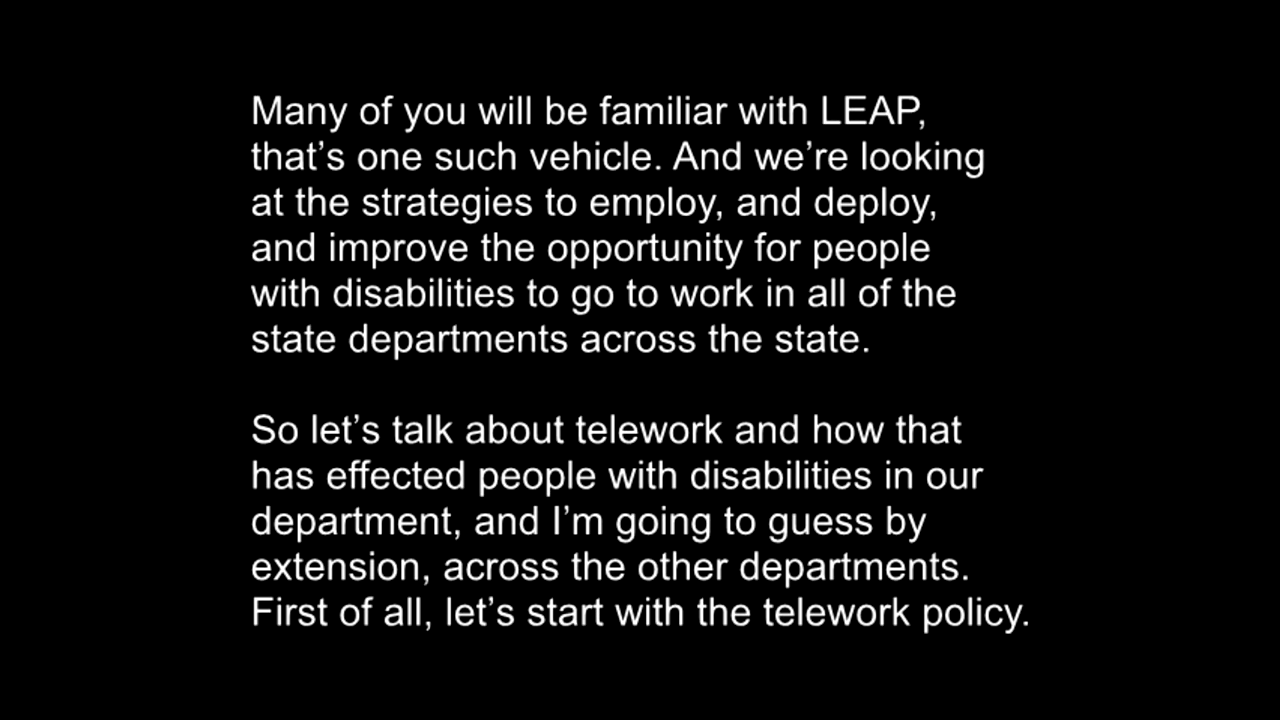 Many of you will be familiar with LEAP,
that’s one such vehicle. And we’re looking
at the strategies to employ, and deploy,
and improve the opportunity for people
with disabilities to go to work in all of the
state departments across the state.
So let’s talk about telework and how that
has effected people with disabilities in our
department, and I’m going to guess by
extension, across the other departments.
First of all, let’s start with the telework policy.